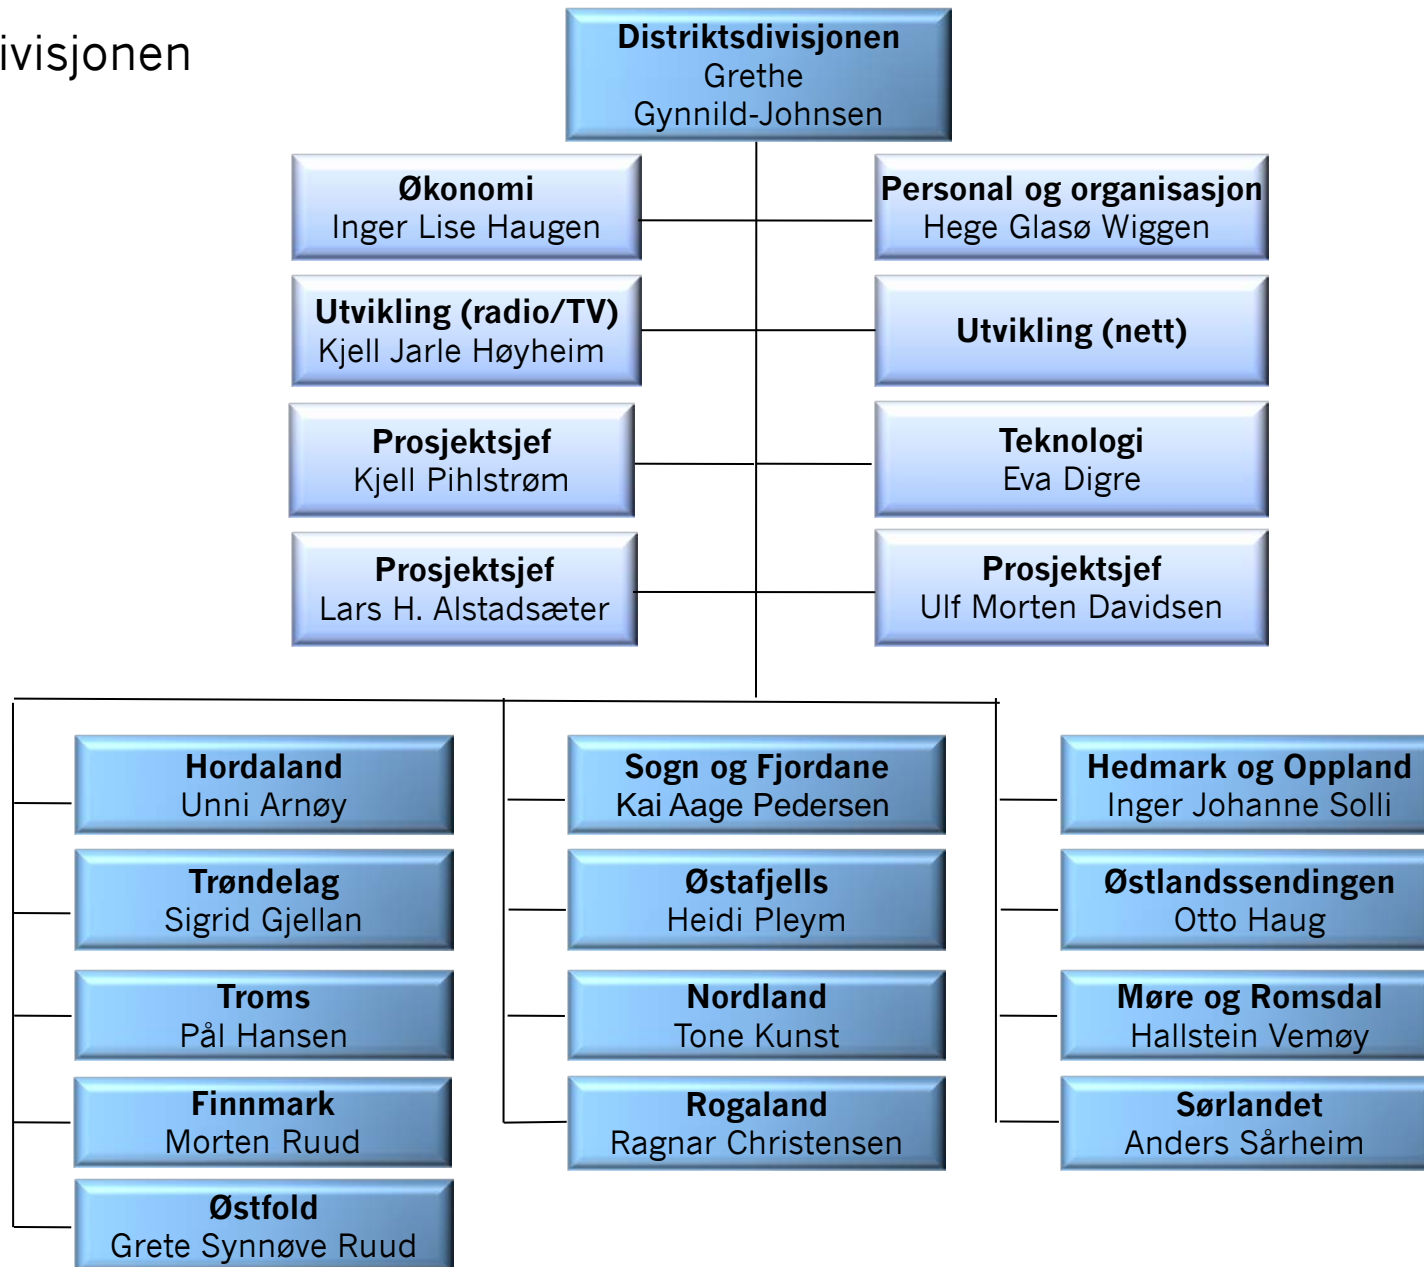 ivisjonen
Distriktsdivisjonen
Grethe
Gynnild-Johnsen
Økonomi
Inger Lise Haugen
Personal og organisasjon
Hege Glasø Wiggen
Utvikling (radio/TV)
Kjell Jarle Høyheim
Utvikling (nett)
Prosjektsjef
Kjell Pihlstrøm
Teknologi
Eva Digre
Prosjektsjef
Lars H. Alstadsæter
Prosjektsjef
Ulf Morten Davidsen
Hordaland
Unni Arnøy
Sogn og Fjordane
Kai Aage Pedersen
Hedmark og Oppland
Inger Johanne Solli
Trøndelag
Sigrid Gjellan
Østafjells
Heidi Pleym
Østlandssendingen
Otto Haug
Troms
Pål Hansen
Nordland
Tone Kunst
Møre og Romsdal
Hallstein Vemøy
Finnmark
Morten Ruud
Rogaland
Ragnar Christensen
Sørlandet
Anders Sårheim
Østfold
Grete Synnøve Ruud